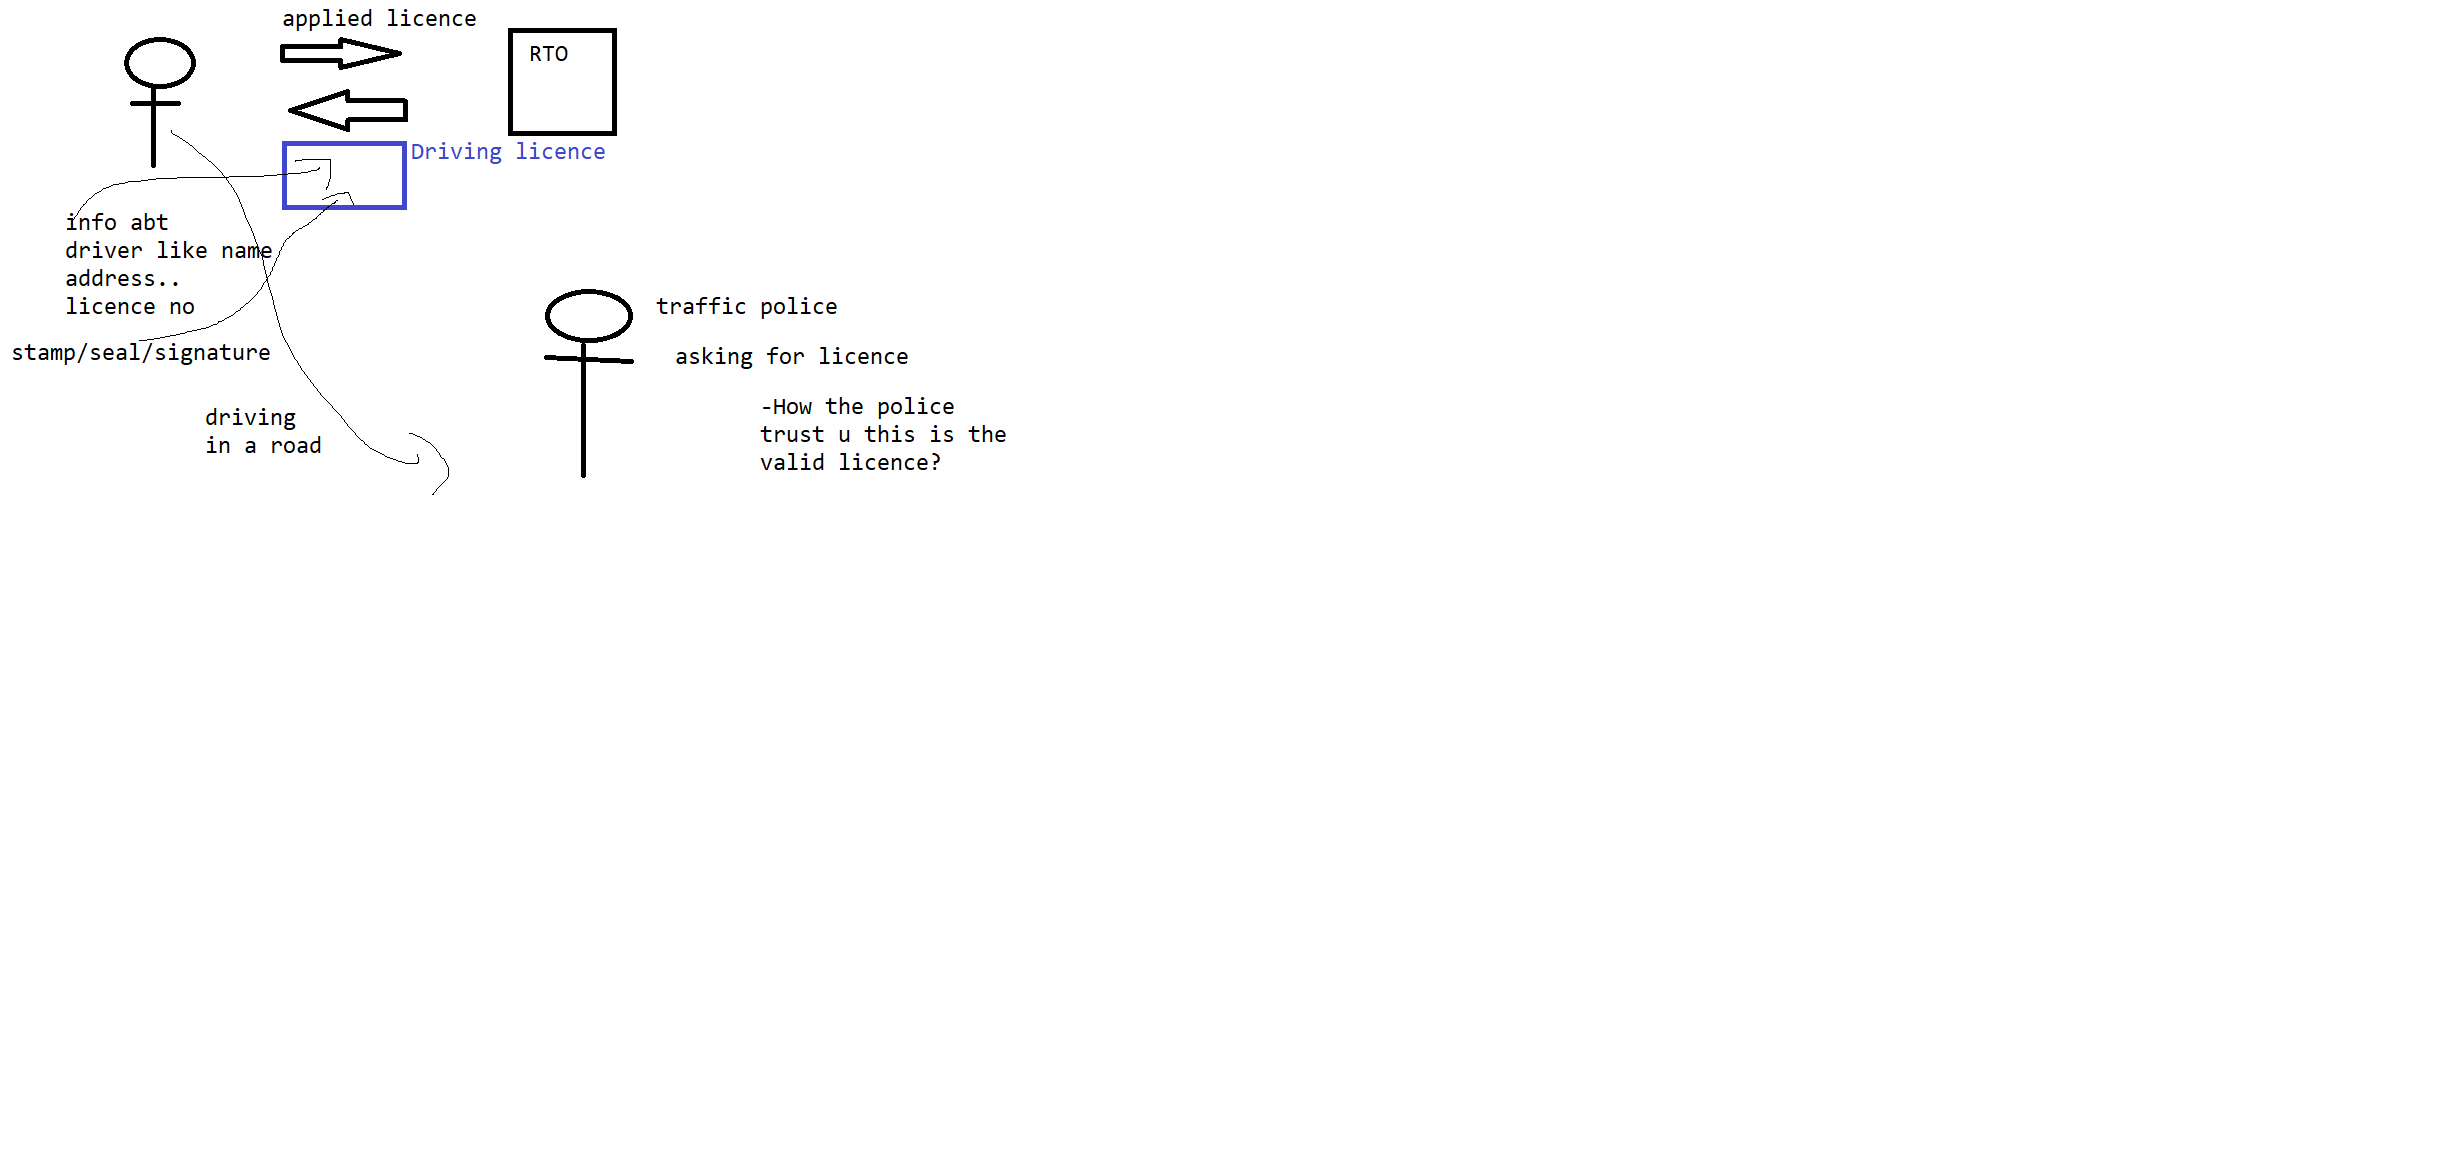 applied licence
RTO
Driving licence
info abt
driver like name
address..
licence no
stamp/seal/signature
driving
in a road
traffic police
asking for licence
-How the police
trust u this is the
valid licence?